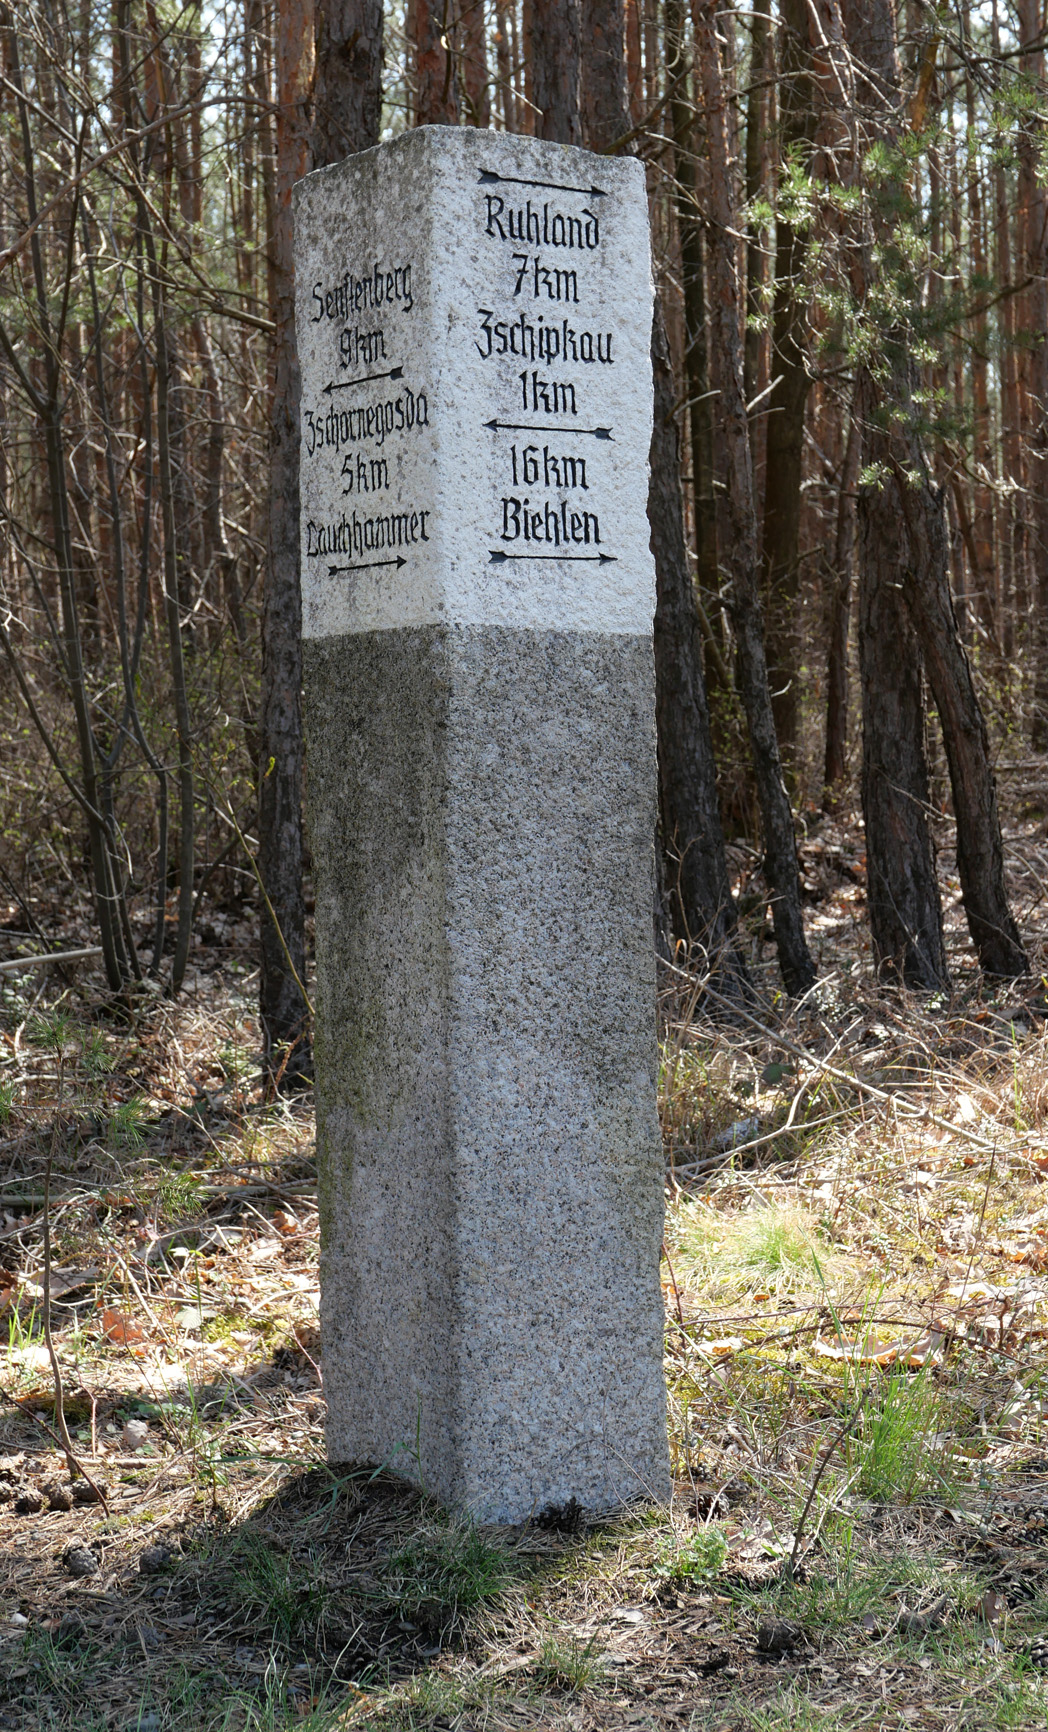 Senftenberg
9km
Zschornegosda
5km
Lauchhammer
Ruhland
7km
Zschipkau
1km
16km
Biehlen